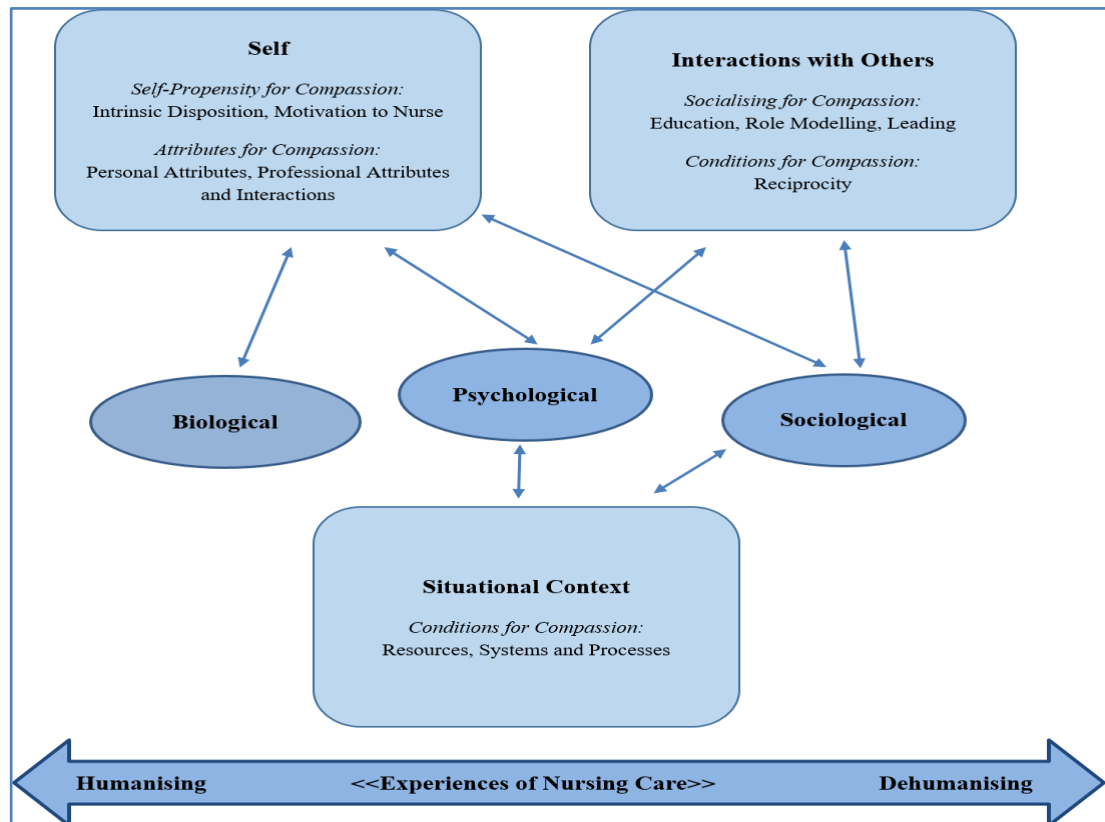 Self
Self-Propensity for Compassion:
Intrinsic Disposition, Motivation to Nurse
Attributes for Compassion:
Personal Attributes, Professional Attributes
and Interactions
Interactions with Others
Socialising for Compassion:
Education, Role Modelling, Leading
Conditions for Compassion:
Reciprocity
Biological
Psychological
Sociological
Situational Context
Conditions for Compassion:
Resources, Systems and Processes
Humanising <<Experiences of Nursing Care>> Dehumanising